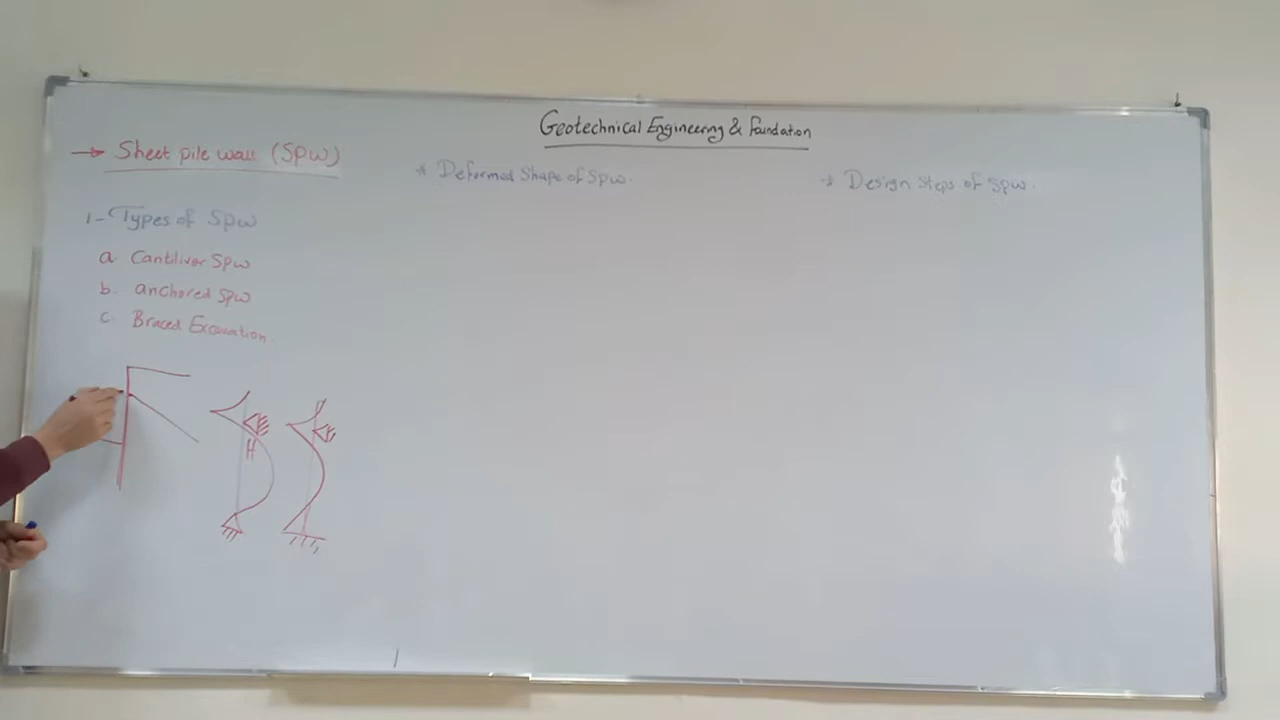 Geotechnical Engineering & Foundation
→ Sheet pile wall (SPW)
1- Types of SPW
a. Cantiliver SPW
b. anchored SPW
c. Braced Excavation.
H
* Deformed Shape of SPW.
* Design Steps of SPW.